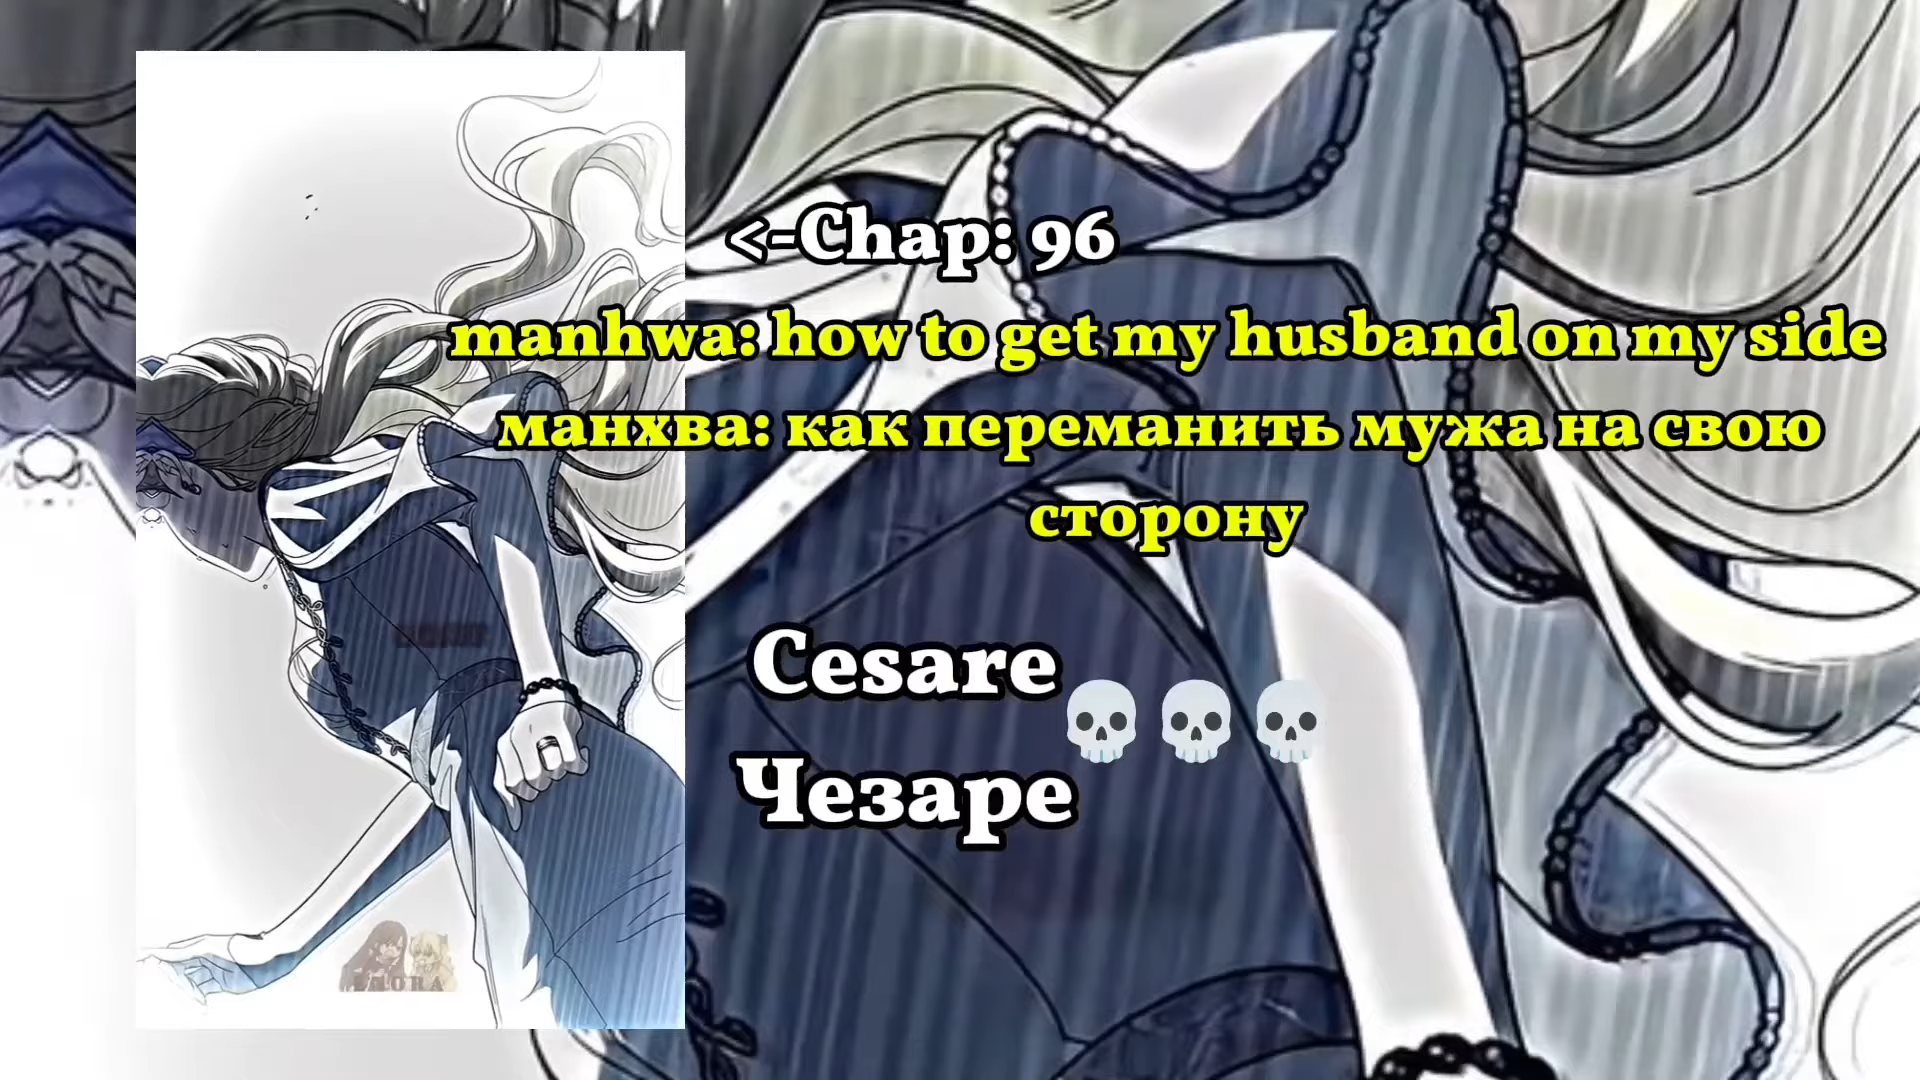 <-Chap: 96
manhwa: how to get my husband on my side
манхва: как переманить мужа на свою
сторону
Cesare
Чезаре